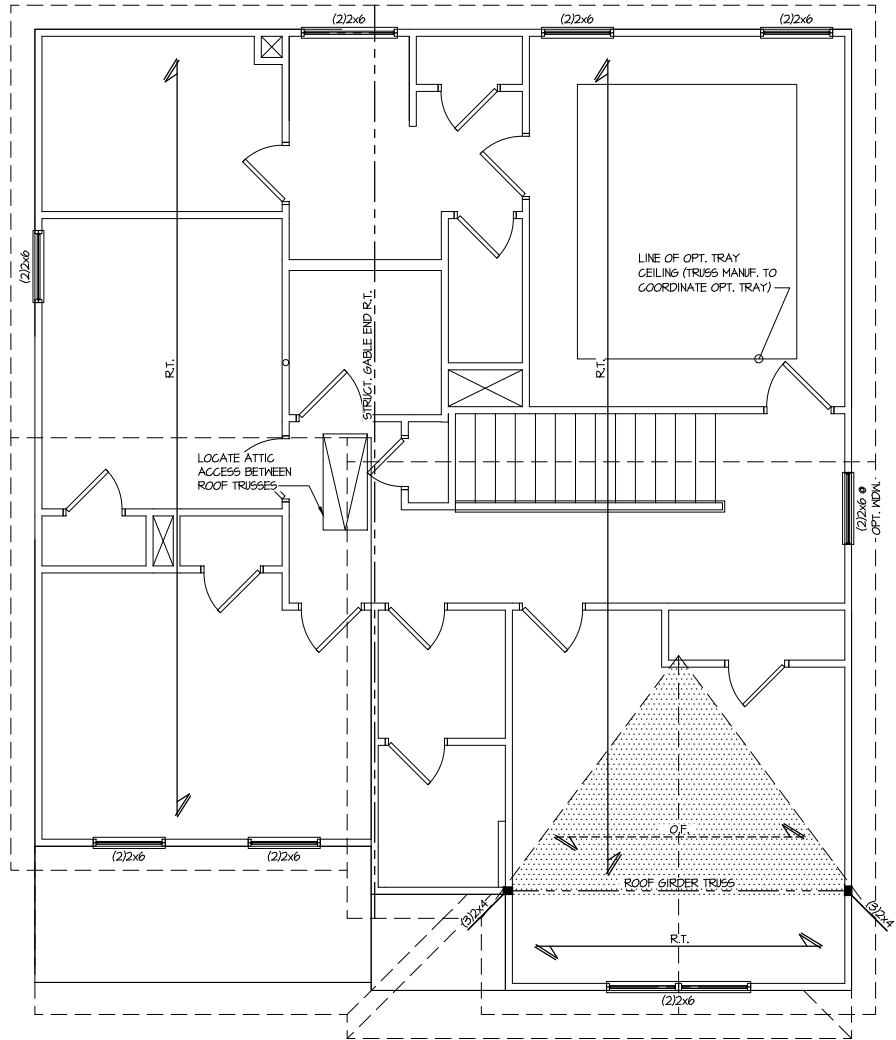 (2)2x6
(2)2x6
(2)2x6
(2)2x6
LINE OF OPT. TRAY
CEILING (TRUSS MANUF. TO
COORDINATE OPT. TRAY)
R.T.
STRUCT. GABLE END R.T.
R.T.
LOCATE ATTIC
ACCESS BETWEEN
ROOF TRUSSES
(2)2x6 @
OPT. WDW.
O.F.
(2)2x6
(2)2x6
ROOF GIRDER TRUSS
(3)2x4
(3)2x4
R.T.
(2)2x6